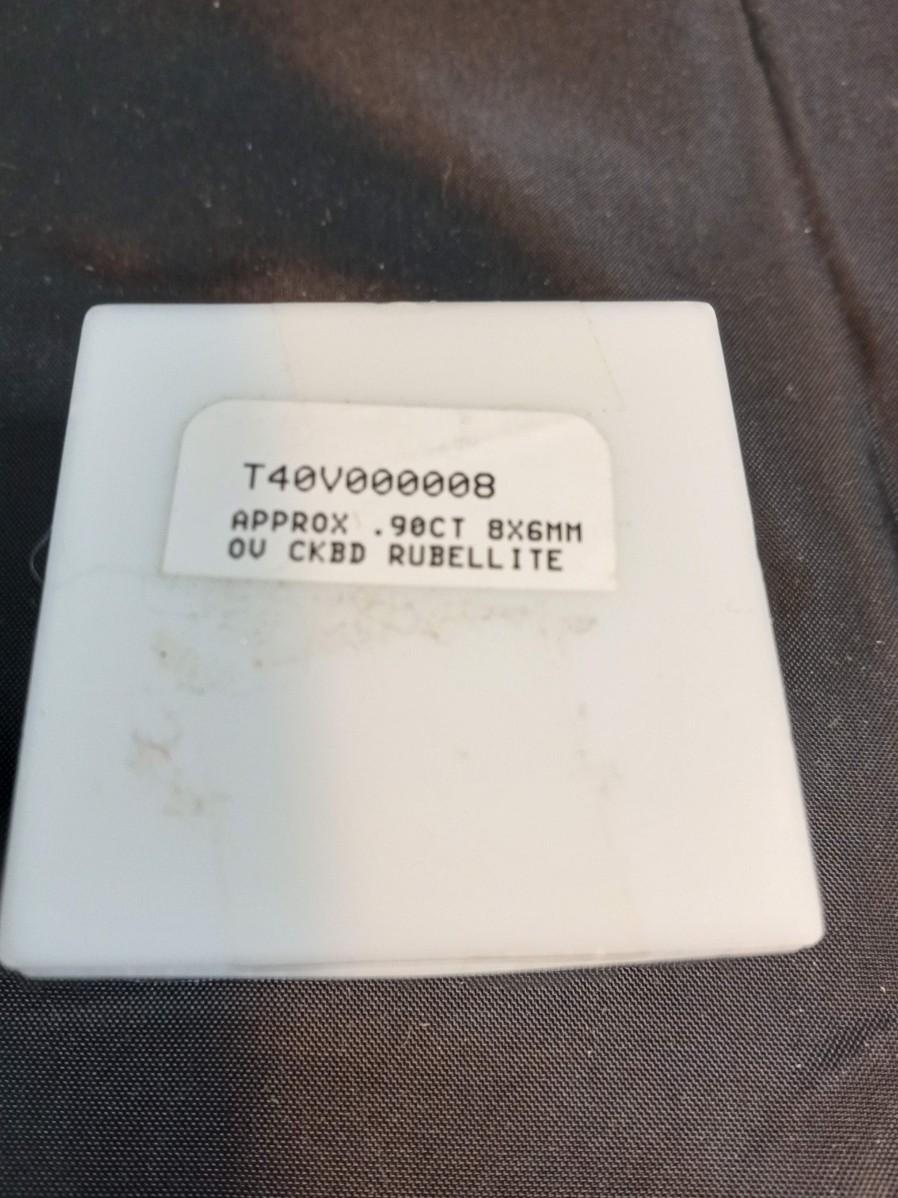 T40V000008
APPROX .90CT 8X6MM
OV CKBD RUBELLITE